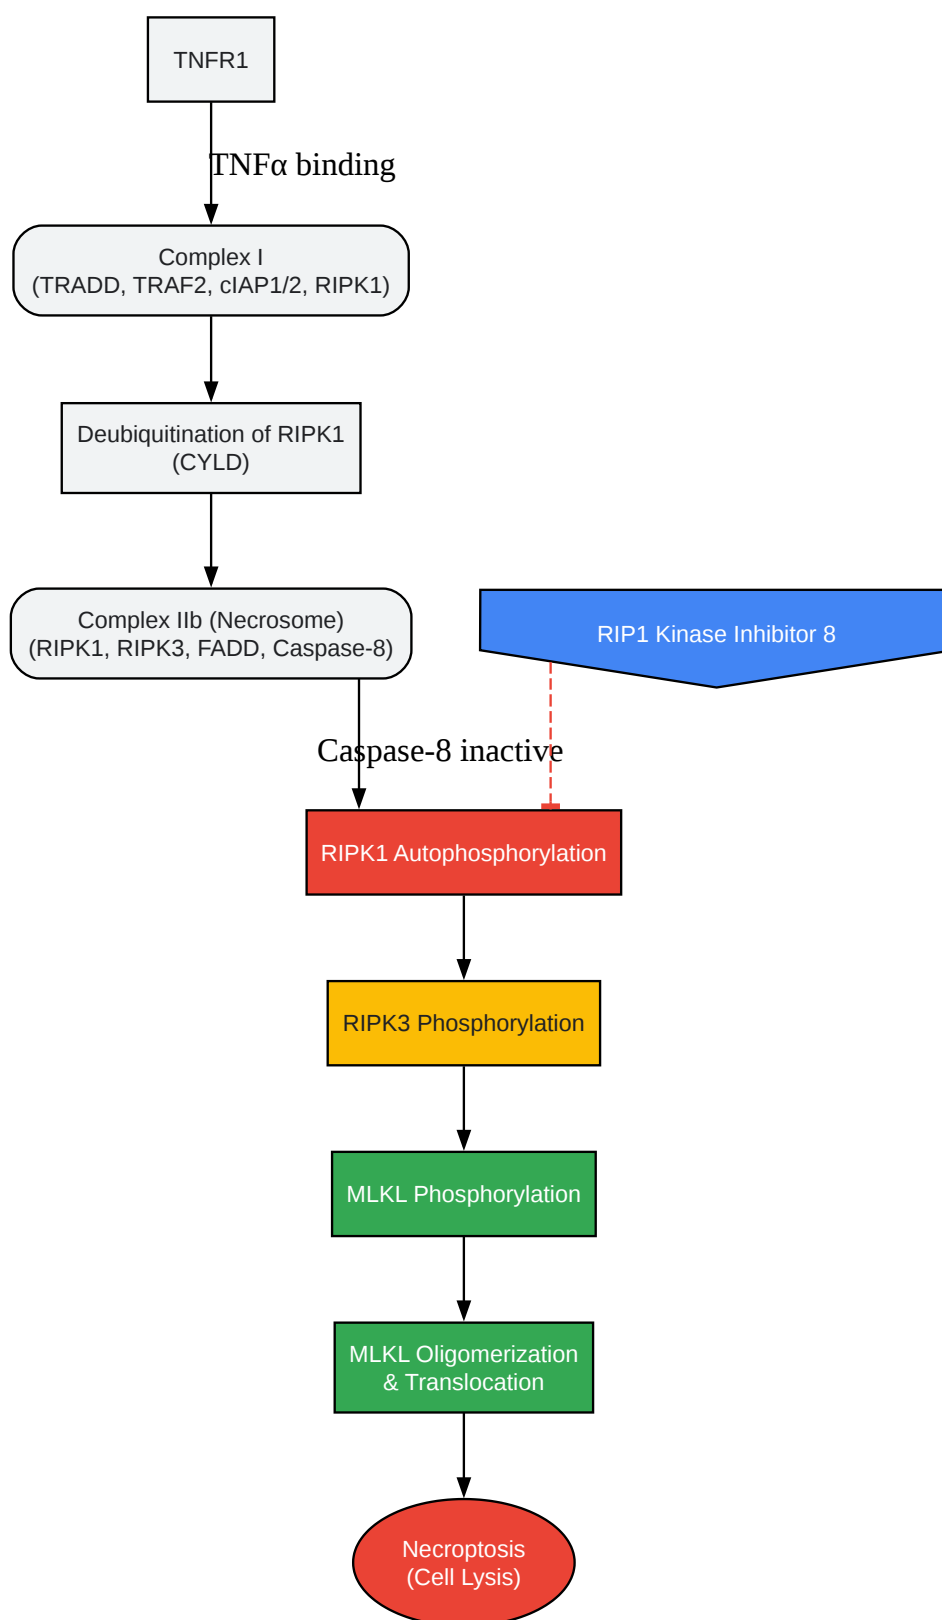 TNFR1
TNFα binding
Complex I
(TRADD, TRAF2, cIAP1/2, RIPK1)
Deubiquitination of RIPK1
(CYLD)
Complex IIb (Necrosome)
(RIPK1, RIPK3, FADD, Caspase-8)
RIP1 Kinase Inhibitor 8
Caspase-8 inactive
RIPK1 Autophosphorylation
RIPK3 Phosphorylation
MLKL Phosphorylation
MLKL Oligomerization
& Translocation
Necroptosis
(Cell Lysis)